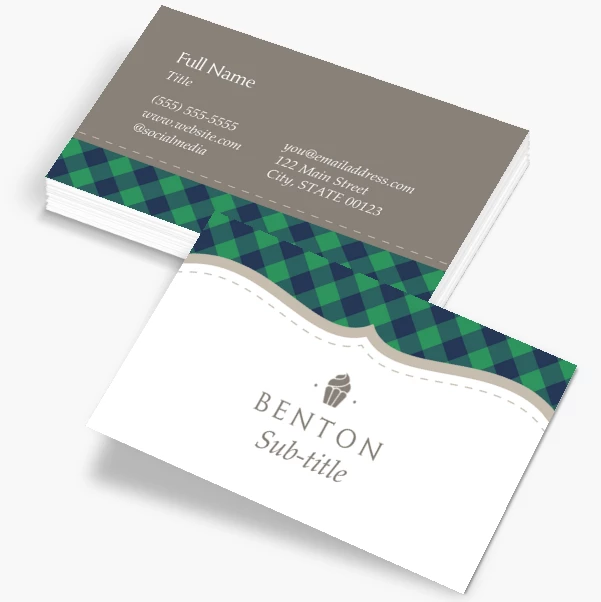 Full Name
Title
(555) 555-5555
www.website.com
@socialmedia
you@emailaddress.com
122 Main Street
City, STATE 00123
BENTON
Sub-title